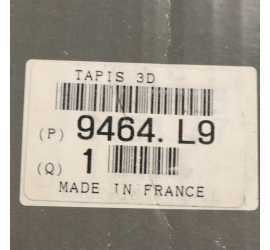 TAPIS 3D
(P) 9464. L9
(Q) 1
MADE IN FRANCE